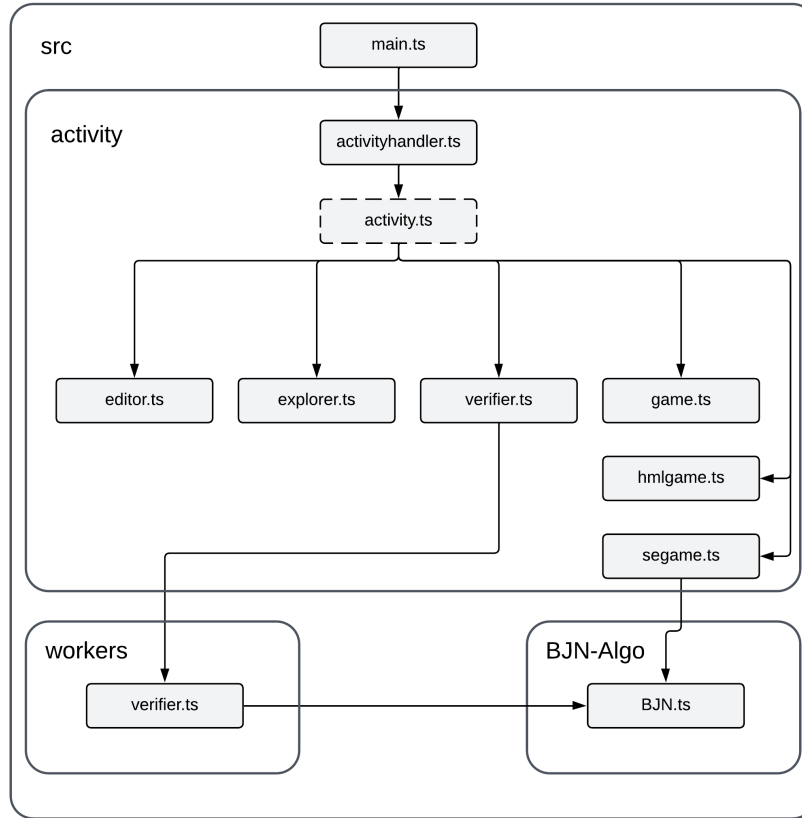 src
main.ts
activity
activityhandler.ts
activity.ts
editor.ts
explorer.ts
verifier.ts
game.ts
hmlgame.ts
segame.ts
workers
BJN-Algo
verifier.ts
BJN.ts